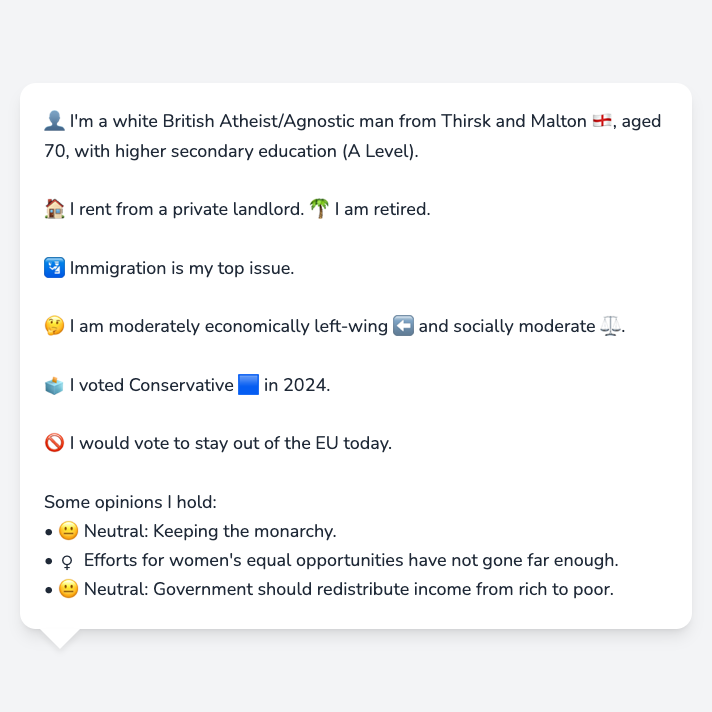 👤 I'm a white British Atheist/Agnostic man from Thirsk and Malton 🏴󠁧󠁢󠁥󠁮󠁧󠁿, aged
70, with higher secondary education (A Level).
🏠 I rent from a private landlord. 🌴 I am retired.
🛂 Immigration is my top issue.
🤔 I am moderately economically left-wing ⬅️ and socially moderate ⚖️.
🗳️ I voted Conservative 🟦 in 2024.
🚫 I would vote to stay out of the EU today.
Some opinions I hold:
• 😐 Neutral: Keeping the monarchy.
• ♀ Efforts for women's equal opportunities have not gone far enough.
• 😐 Neutral: Government should redistribute income from rich to poor.